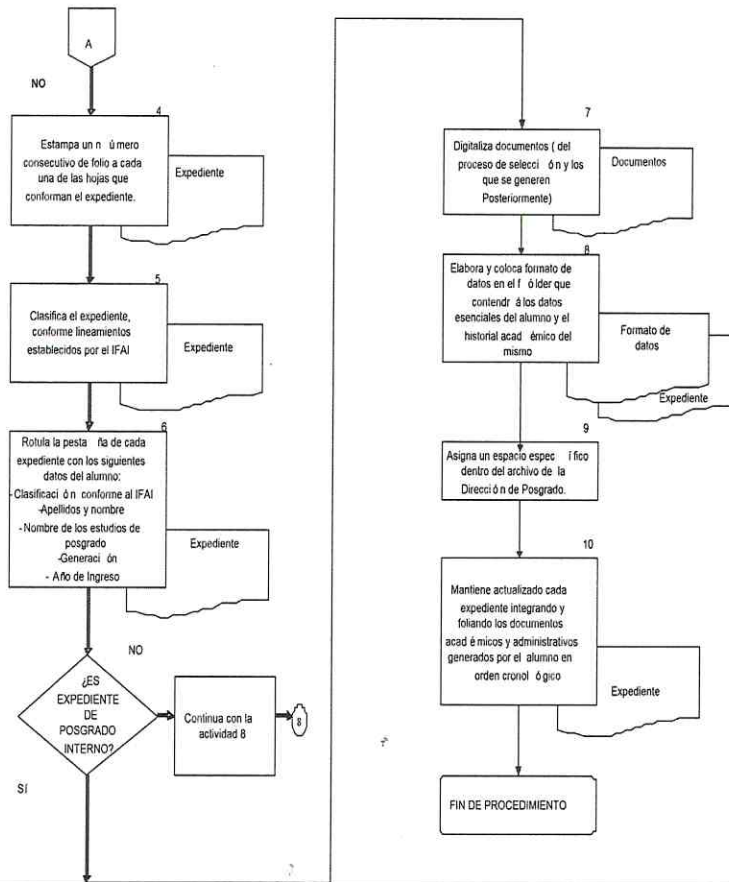 A
NO
4
Estampa un n úmero
consecutivo de folio a cada
una de las hojas que
conforman el expediente.
Expediente
5
Clasifica el expediente,
conforme lineamientos
establecidos por el IFAI
Expediente
6
Rotula la pesta ña de cada
expediente con los siguientes
datos del alumno:
-Clasificaci ón conforme al IFAI
-Apellidos y nombre
-Nombre de los estudios de
posgrado
-Generaci ón
- Año de Ingreso
Expediente
NO
¿ES
EXPEDIENTE
DE
POSGRADO
INTERNO?
Continua con la
actividad 8
8
SÍ
7
Digitaliza documentos ( del
proceso de selecci ón y los
que se generen
Posteriormente)
Documentos
8
Elabora y coloca formato de
datos en el f ólder que
contendr á los datos
esenciales del alumno y el
historial acad émico del
mismo
Formato de
datos
Expediente
9
Asigna un espacio espec ífico
dentro del archivo de la
Direcci ó n de Posgrado.
10
Mantiene actualizado cada
expediente integrando y
foliando los documentos
acad é micos y administrativos
generados por el alumno en
orden cronol ó gico
Expediente
FIN DE PROCEDIMIENTO